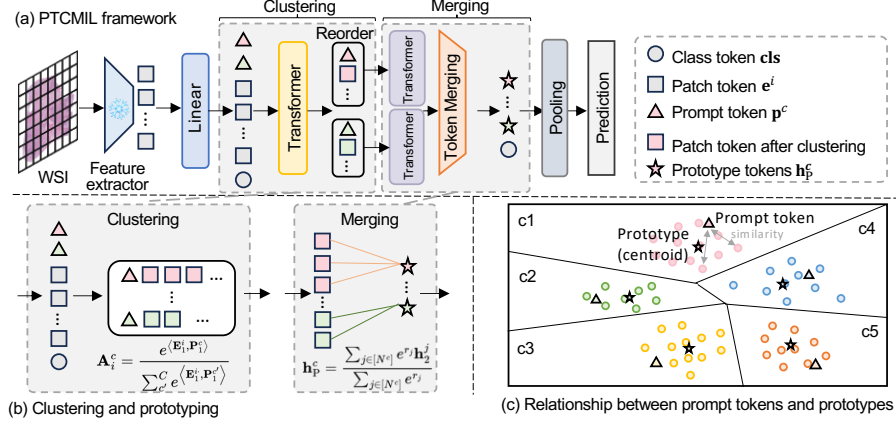 (a) PTCMIL framework
Clustering
Merging
Reorder
WSI
Feature
extractor
Linear
Transformer
Transformer
Transformer
Token Merging
Pooling
Prediction
Class token cls
Patch token e^i
Prompt token p^c
Patch token after clustering
Prototype tokens h_P^c
Clustering
...
...
A_i^c = e^{⟨E_1^i, P_1^c⟩} / ∑_{c'}^C e^{⟨E_1^i, P_1^{c'}⟩}
Merging
h_P^c = ∑_{j∈[N^c]} e^{r_j} h_2^j / ∑_{j∈[N^c]} e^{r_j}
(b) Clustering and prototyping
c1
Prompt token
similarity
Prototype
(centroid)
c4
c2
c3
c5
(c) Relationship between prompt tokens and prototypes